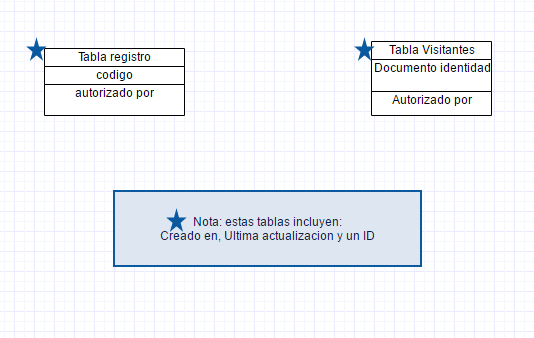 Tabla registro
codigo
autorizado por
Tabla Visitantes
Documento identidad
Autorizado por
Nota: estas tablas incluyen:
Creado en, Ultima actualizacion y un ID